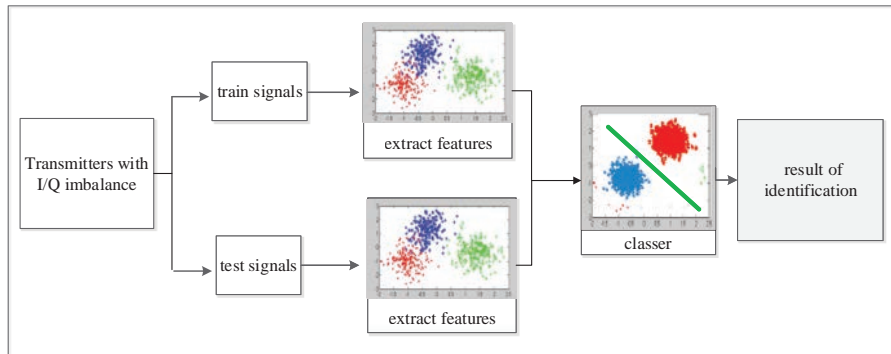 Transmitters with
I/Q imbalance
train signals
extract features
test signals
extract features
classer
result of
identification